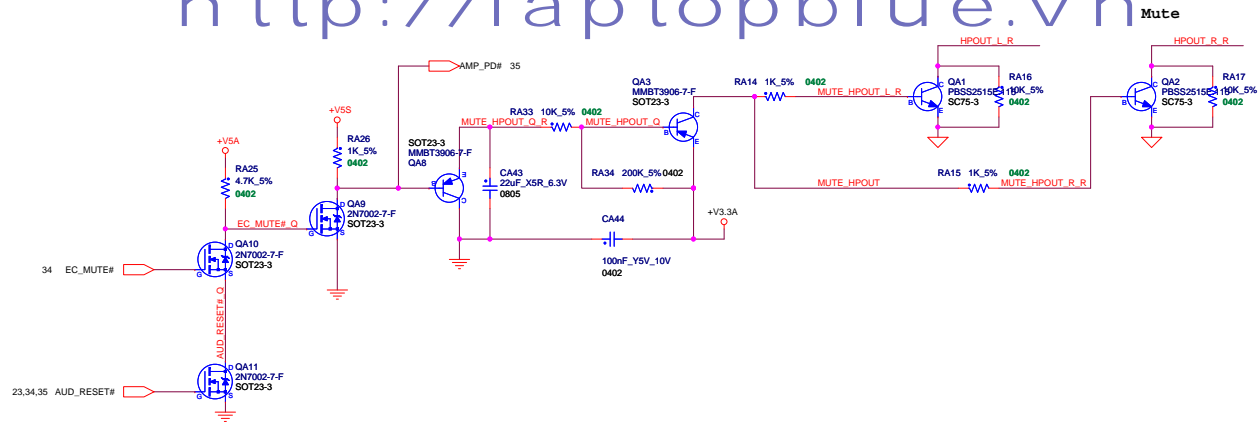 http://laptopblue.vn
Mute
HPOUT_L_R
HPOUT_R_R
AMP_PD# 35
QA3
MMBT3906-7-F
SOT23-3
RA14 1K_5% 0402
MUTE_HPOUT_L_R
QA1
SC75-3
RA16
10K_5%
0402
QA2
SC75-3
RA17
10K_5%
0402
+V5S
RA33 10K_5% 0402
MUTE_HPOUT_Q_R
MUTE_HPOUT_Q
+V5A
RA26
1K_5%
0402
SOT23-3
MMBT3906-7-F
QA8
RA25
4.7K_5%
0402
CA43
22uF_X5R_6.3V
0805
RA34 200K_5% 0402
MUTE_HPOUT
RA15 1K_5% 0402
MUTE_HPOUT_R_R
QA9
2N7002-7-F
SOT23-3
+V3.3A
EC_MUTE#_Q
CA44
100nF_Y5V_10V
0402
QA10
2N7002-7-F
SOT23-3
34 EC_MUTE#
AUD_RESET#_Q
QA11
2N7002-7-F
SOT23-3
23,34,35 AUD_RESET#